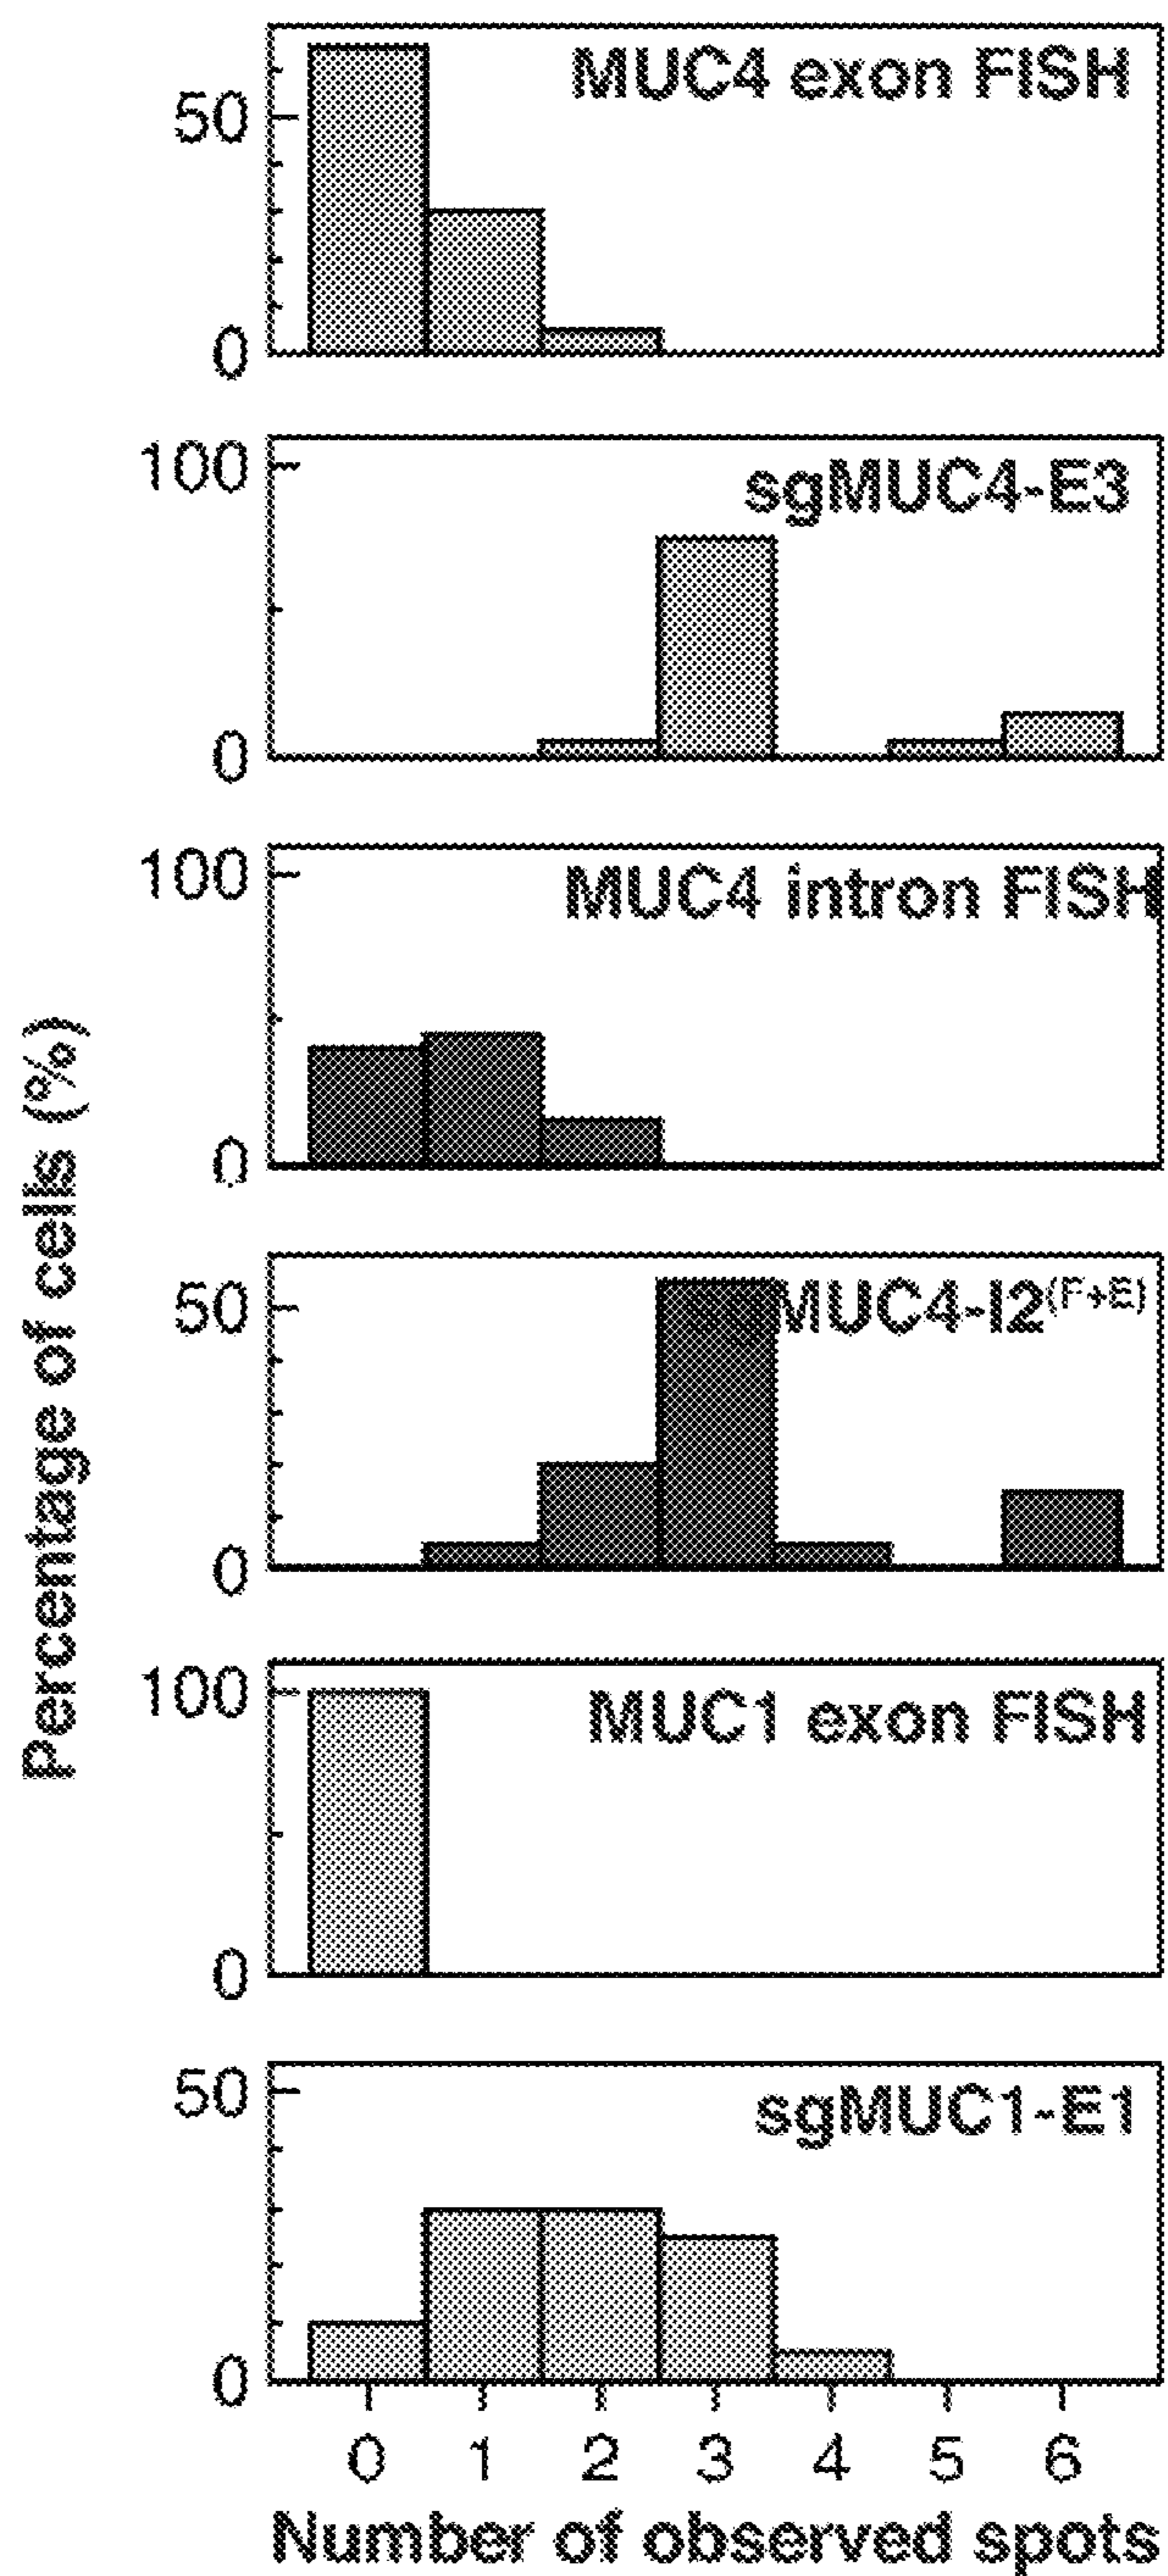 Percentage of cells (%)
MUC4 exon FISH
50
0
sgMUC4-E3
100
0
MUC4 intron FISH
100
0
MUC4-I2(F+E)
50
0
MUC1 exon FISH
100
0
sgMUC1-E1
50
0
0 1 2 3 4 5 6
Number of observed spots